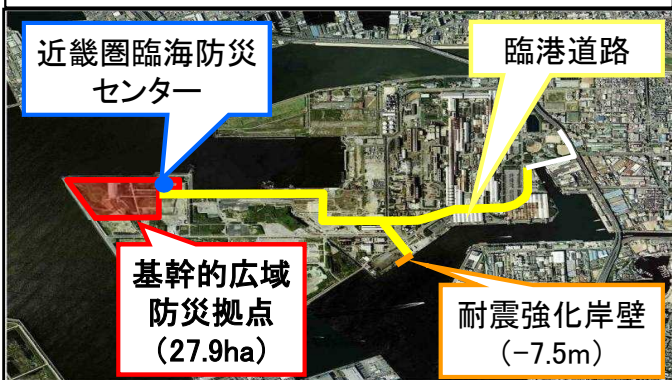 近畿圏臨海防災
センター
臨港道路
基幹的広域
防災拠点
（27.9ha）
耐震強化岸壁
（-7.5m）